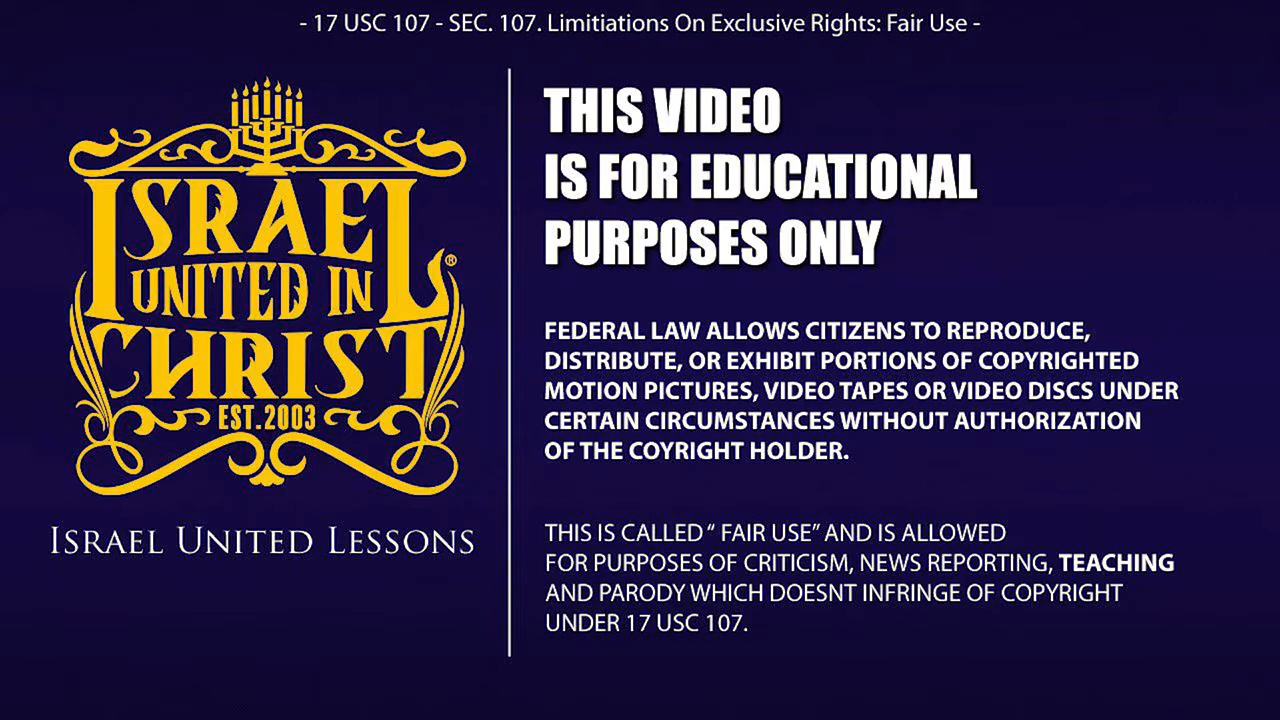 - 17 USC 107 - SEC. 107. Limitiations On Exclusive Rights: Fair Use -
ISRAEL
UNITED IN
CHRIST
®
EST.2003
ISRAEL UNITED LESSONS
THIS VIDEO
IS FOR EDUCATIONAL
PURPOSES ONLY
FEDERAL LAW ALLOWS CITIZENS TO REPRODUCE,
DISTRIBUTE, OR EXHIBIT PORTIONS OF COPYRIGHTED
MOTION PICTURES, VIDEO TAPES OR VIDEO DISCS UNDER
CERTAIN CIRCUMSTANCES WITHOUT AUTHORIZATION
OF THE COYRIGHT HOLDER.
THIS IS CALLED “ FAIR USE” AND IS ALLOWED
FOR PURPOSES OF CRITICISM, NEWS REPORTING, TEACHING
AND PARODY WHICH DOESNT INFRINGE OF COPYRIGHT
UNDER 17 USC 107.